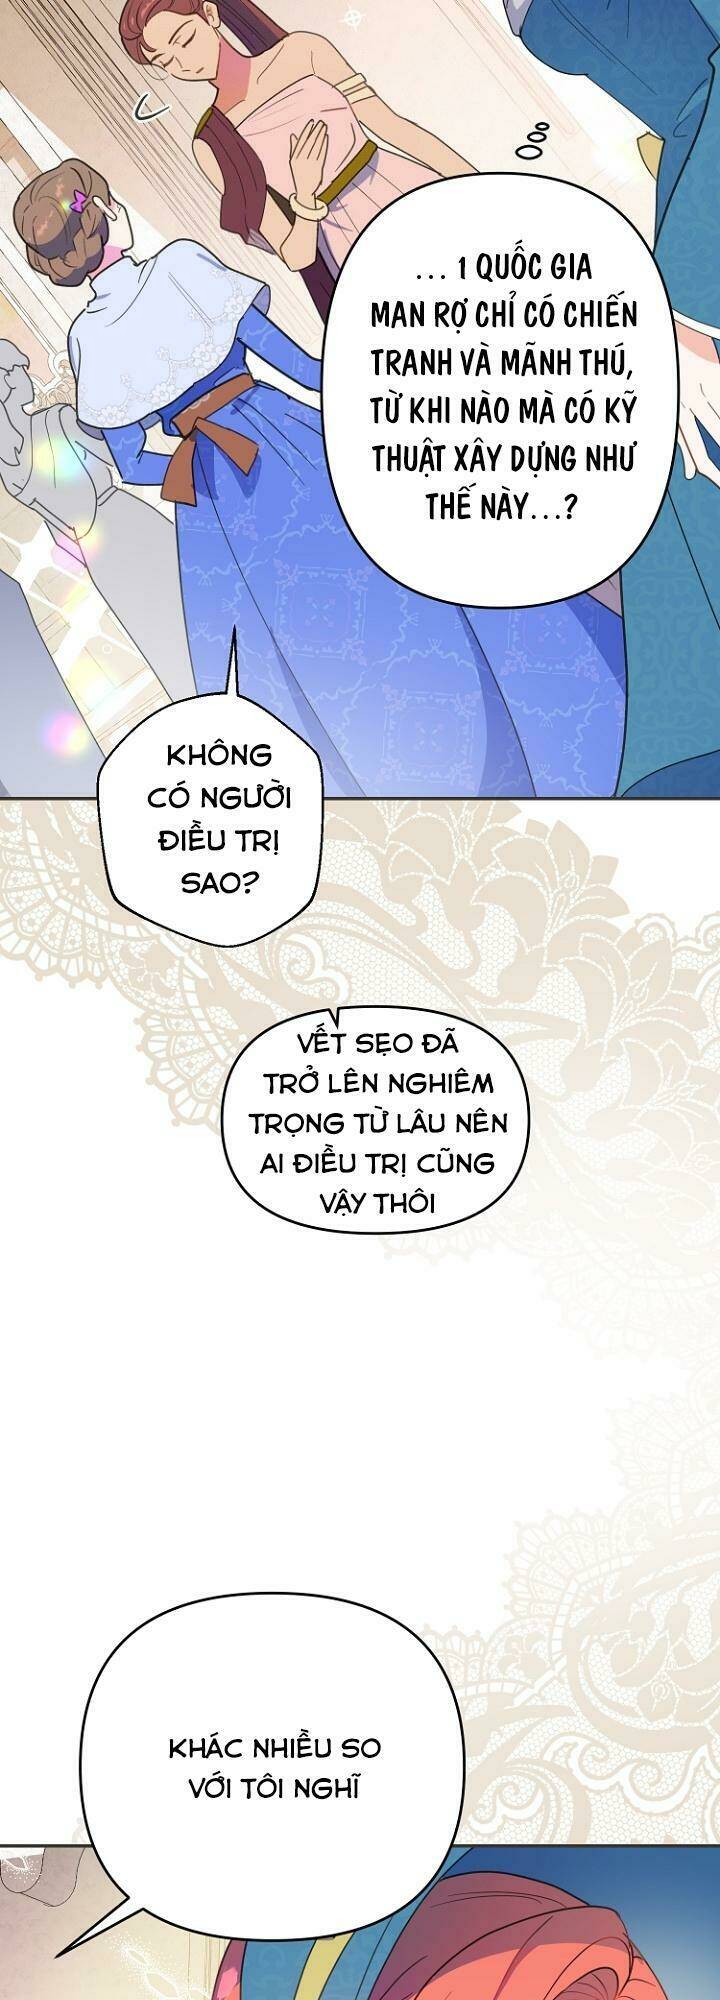 ... 1 QUỐC GIA
MAN RỢ CHỈ CÓ CHIẾN
TRANH VÀ MÃNH THÚ,
TỪ KHI NÀO MÀ CÓ KỸ
THUẬT XÂY DỰNG NHƯ
THẾ NÀY...?
KHÔNG
CÓ NGƯỜI
ĐIỀU TRỊ
SAO?
VẾT SẸO ĐÃ
TRỞ LÊN NGHIÊM
TRỌNG TỪ LÂU NÊN
AI ĐIỀU TRỊ CŨNG
VẬY THÔI
KHÁC NHIỀU SO
VỚI TÔI NGHĨ